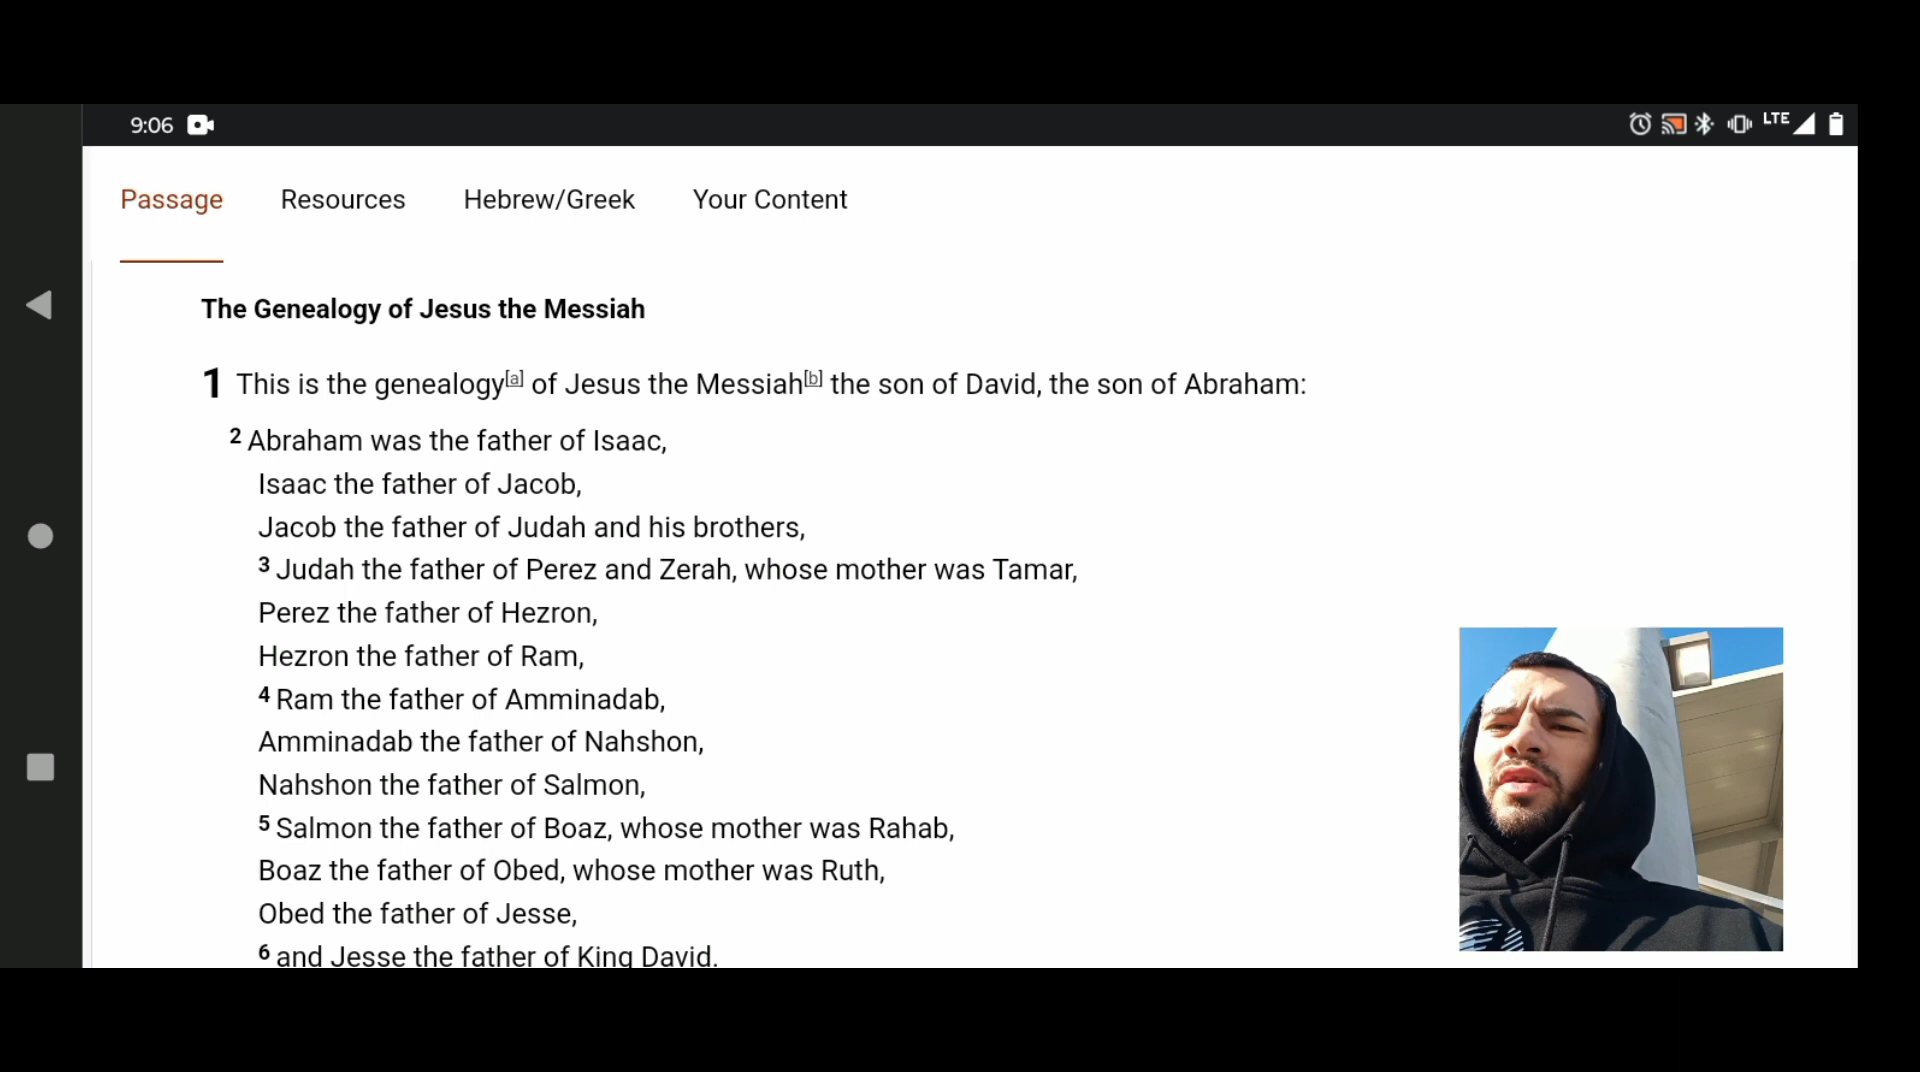 9:06
LTE
Passage Resources Hebrew/Greek Your Content
The Genealogy of Jesus the Messiah
1 This is the genealogy[a] of Jesus the Messiah[b] the son of David, the son of Abraham:
2 Abraham was the father of Isaac,
Isaac the father of Jacob,
Jacob the father of Judah and his brothers,
3 Judah the father of Perez and Zerah, whose mother was Tamar,
Perez the father of Hezron,
Hezron the father of Ram,
4 Ram the father of Amminadab,
Amminadab the father of Nahshon,
Nahshon the father of Salmon,
5 Salmon the father of Boaz, whose mother was Rahab,
Boaz the father of Obed, whose mother was Ruth,
Obed the father of Jesse,
6 and Jesse the father of King David.